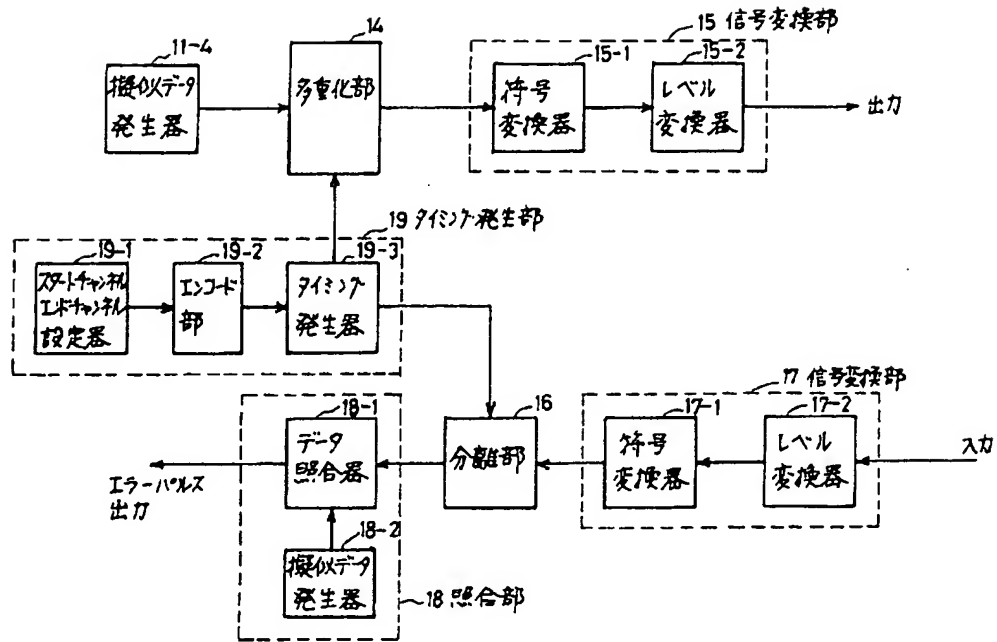 11-4
擬似データ
発生器
14
多重化部
15 信号変換部
15-1
符号
変換器
15-2
レベル
変換器
出力
19 タイミング発生部
19-1
スタートチャンネル
エンドチャンネル
設定器
19-2
エンコード
部
19-3
タイミング
発生器
17 信号変換部
18-1
データ
照合器
16
分離部
17-1
符号
変換器
17-2
レベル
変換器
入力
エラーパルス
出力
18-2
擬似データ
発生器
18 照合部